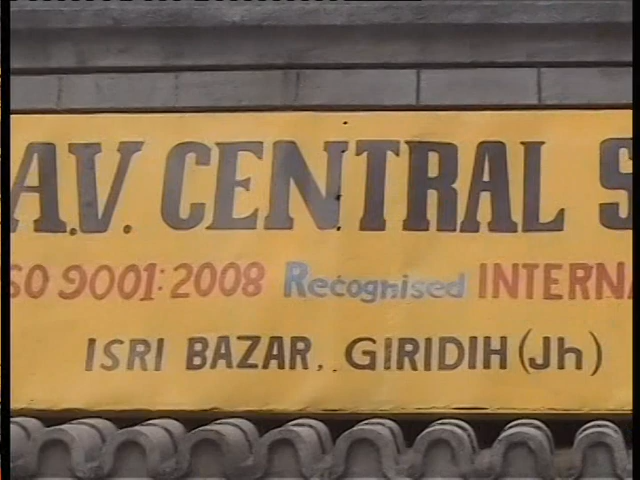 A.V. CENTRAL S
SO 9001:2008 Recognised INTERNA
ISRI BAZAR, GIRIDIH (Jh)